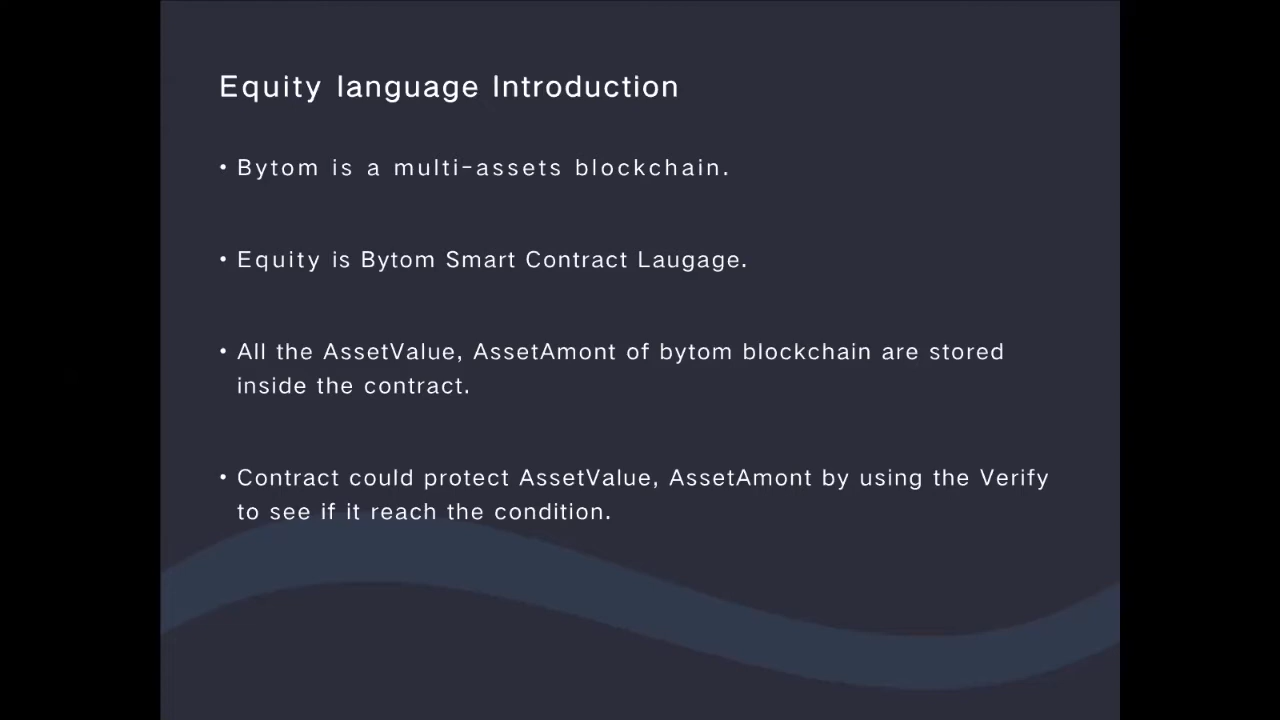 Equity language Introduction
• Bytom is a multi-assets blockchain.
• Equity is Bytom Smart Contract Laugage.
• All the AssetValue, AssetAmont of bytom blockchain are stored
inside the contract.
• Contract could protect AssetValue, AssetAmont by using the Verify
to see if it reach the condition.